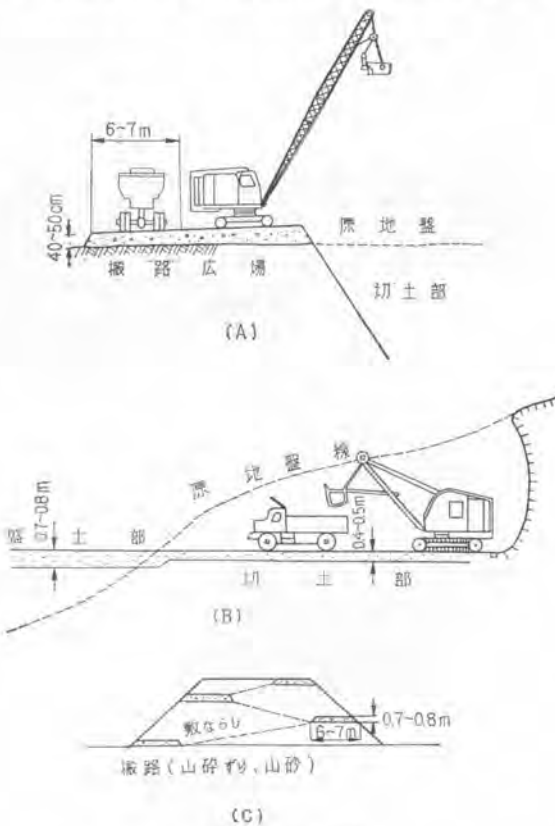 6~7m
40~50cm
原地盤
搬路広場
切土部
(A)
原地盤線
0.7~0.8m
0.4~0.5m
盛土部
切土部
(B)
敷ならし
0.7~0.8m
6~7m
搬路(山砕ずり、山砂)
(C)